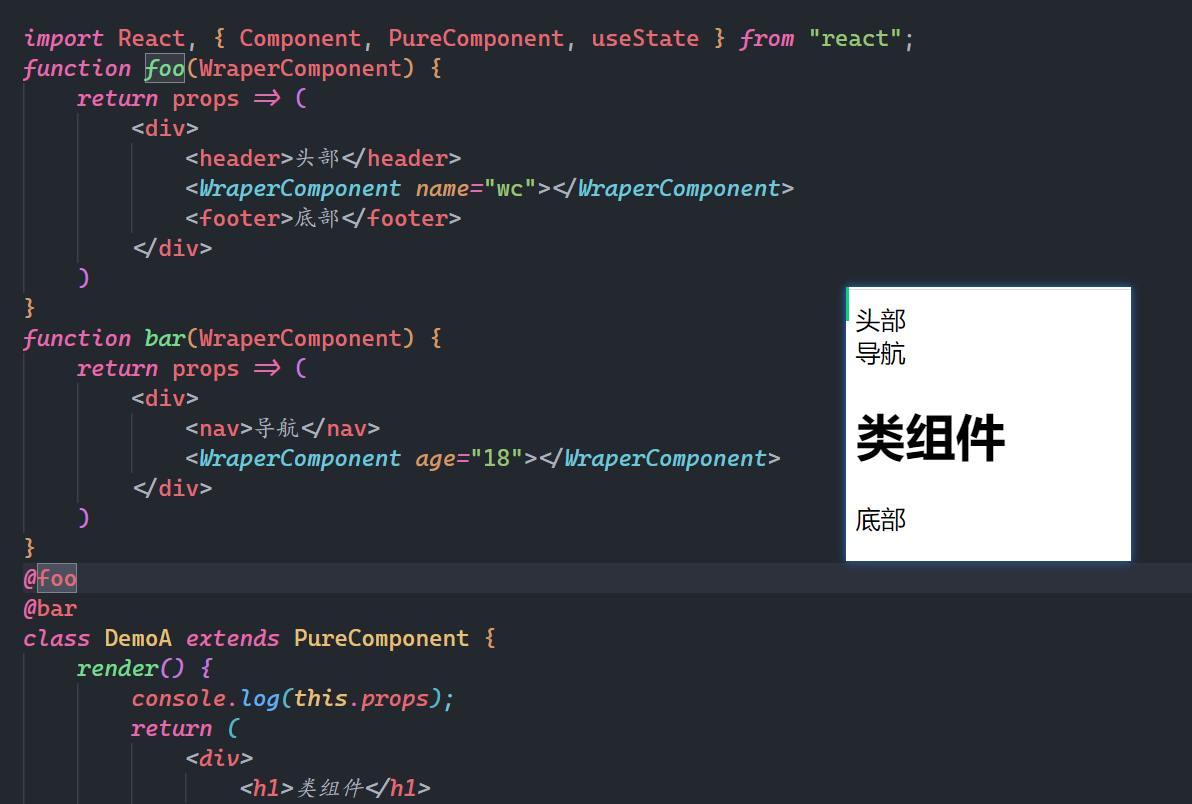 import React, { Component, PureComponent, useState } from "react";
function foo(WraperComponent) {
    return props => (
        <div>
            <header>头部</header>
            <WraperComponent name="wc"></WraperComponent>
            <footer>底部</footer>
        </div>
    )
}
function bar(WraperComponent) {
    return props => (
        <div>
            <nav>导航</nav>
            <WraperComponent age="18"></WraperComponent>
        </div>
    )
}
@foo
@bar
class DemoA extends PureComponent {
    render() {
        console.log(this.props);
        return (
            <div>
                <h1>类组件</h1>
头部
导航
类组件
底部